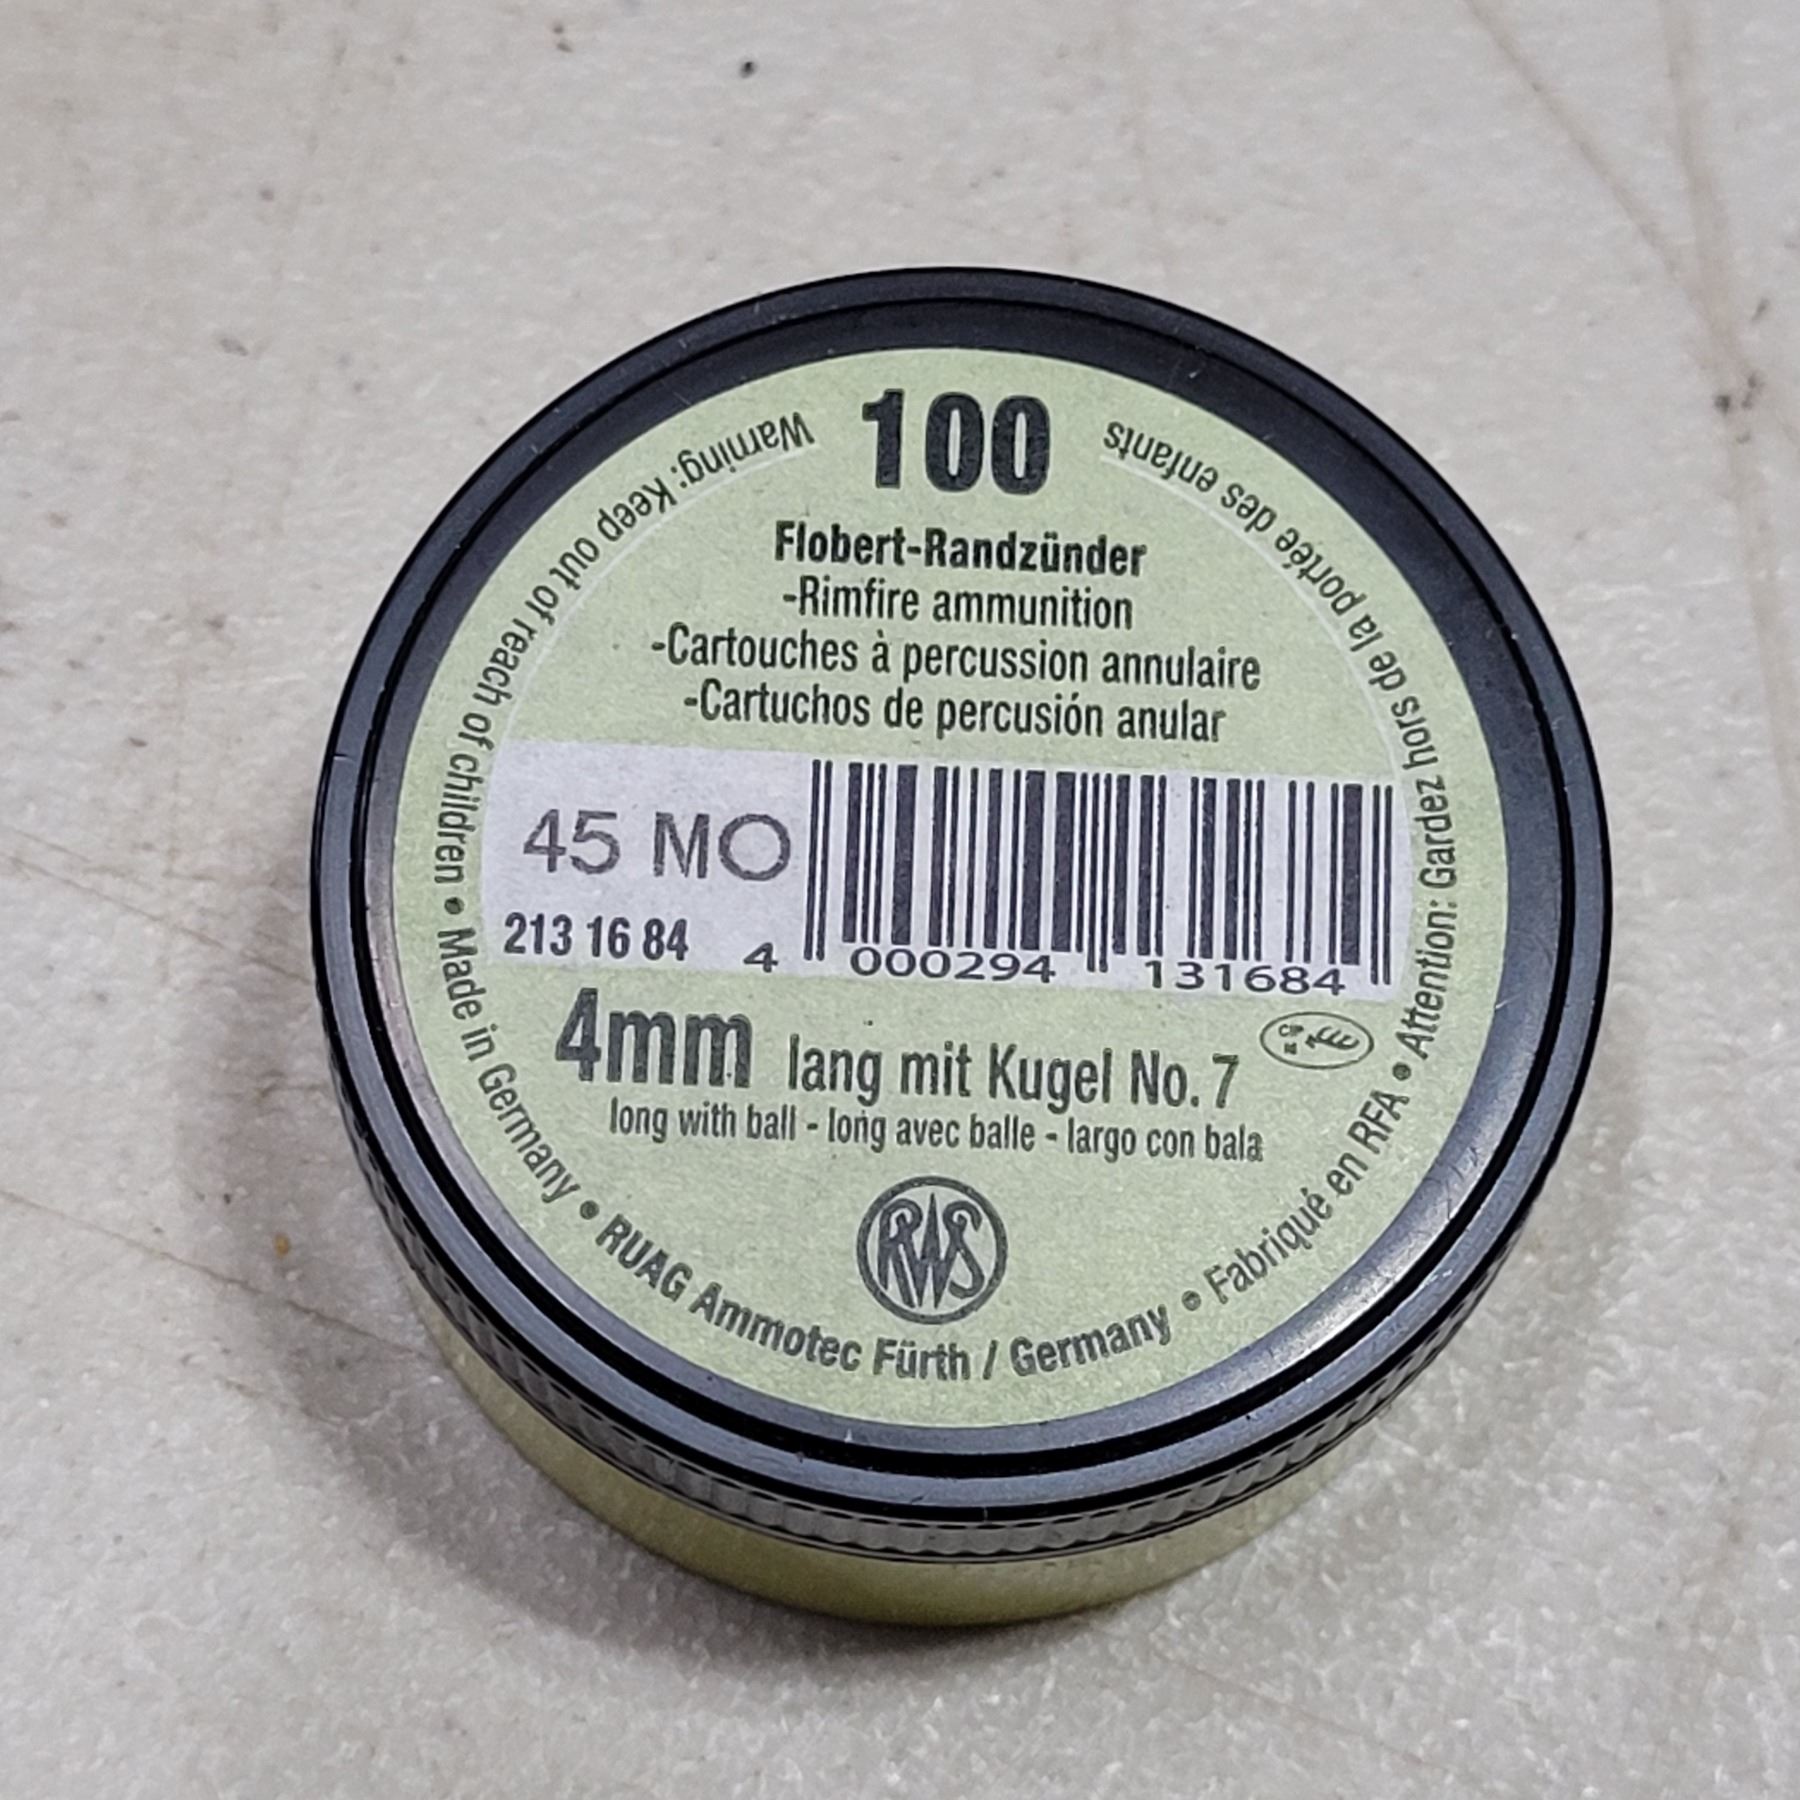 100
Flobert-Randzünder
-Rimfire ammunition
-Cartouches à percussion annulaire
-Cartuchos de percusión anular
45 MO
213 16 84
4 000294 131684
4mm lang mit Kugel No. 7
long with ball - long avec balle - largo con bala
RWS
Warning: Keep out of reach of children • Made in Germany • RUAG Ammotec Fürth / Germany • Fabriqué en RFA • Attention: Gardez hors de la portée des enfants